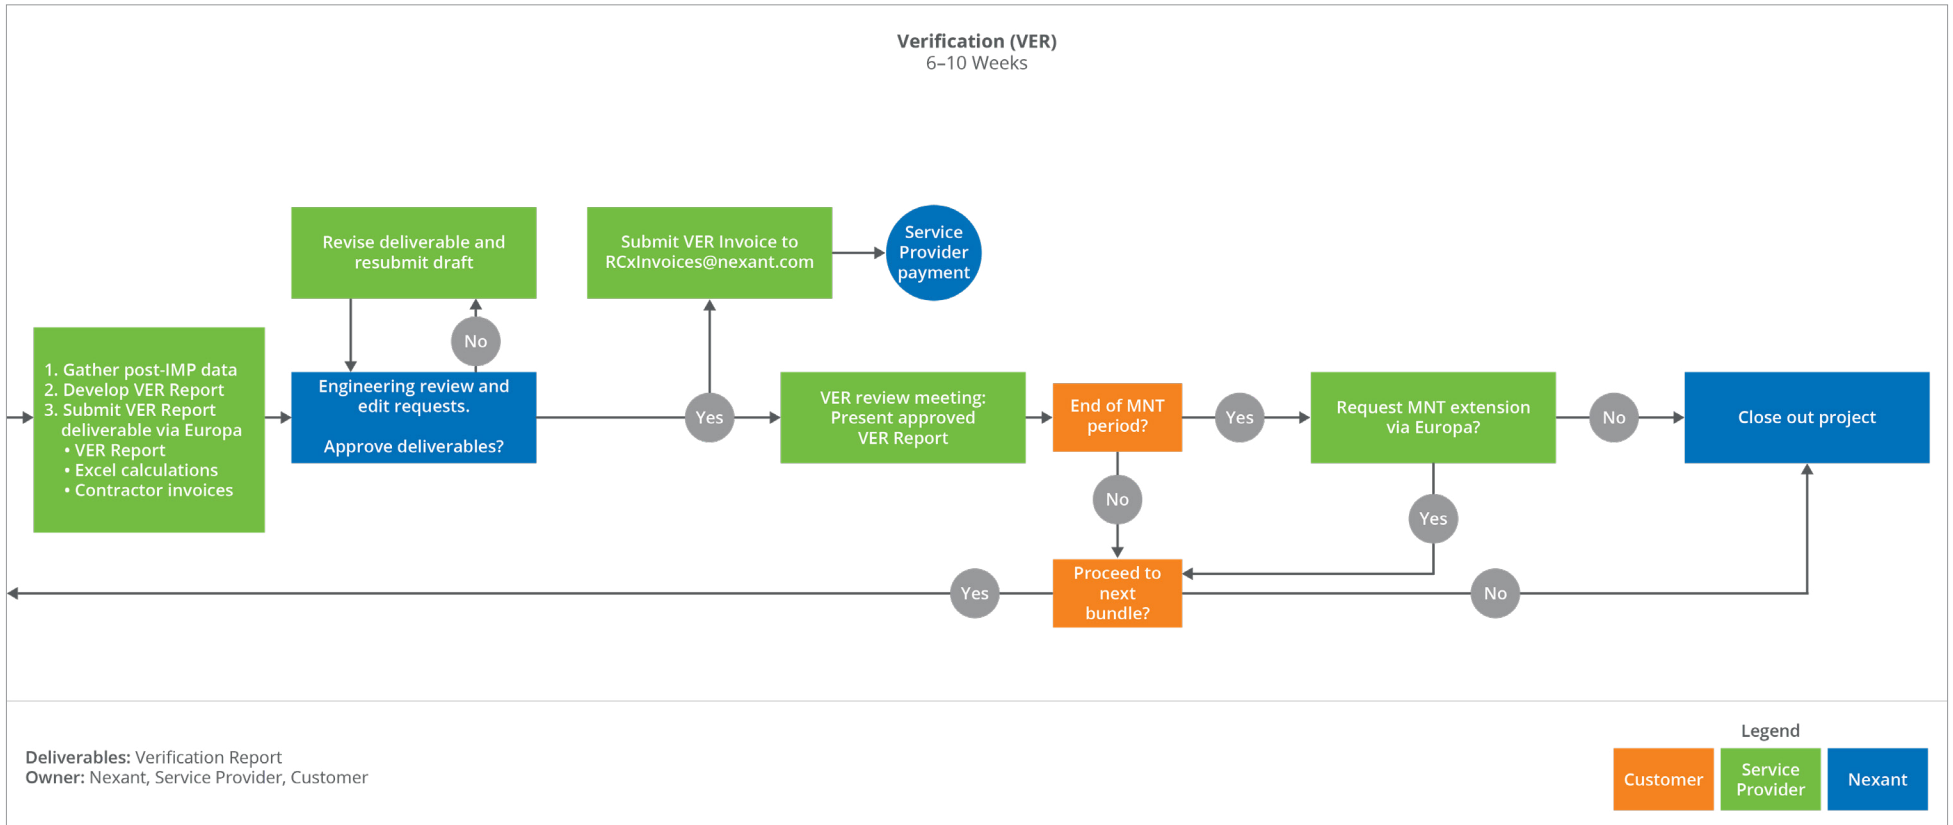 Verification (VER)
6–10 Weeks
Revise deliverable and
resubmit draft
Submit VER Invoice to
RCxInvoices@nexant.com
Service
Provider
payment
No
1. Gather post-IMP data
2. Develop VER Report
3. Submit VER Report
deliverable via Europa
• VER Report
• Excel calculations
• Contractor invoices
Engineering review and
edit requests.
Approve deliverables?
Yes
VER review meeting:
Present approved
VER Report
End of MNT
period?
Yes
Request MNT extension
via Europa?
No
Close out project
No
Yes
Yes
Proceed to
next
bundle?
No
Deliverables: Verification Report
Owner: Nexant, Service Provider, Customer
Legend
Customer
Service
Provider
Nexant